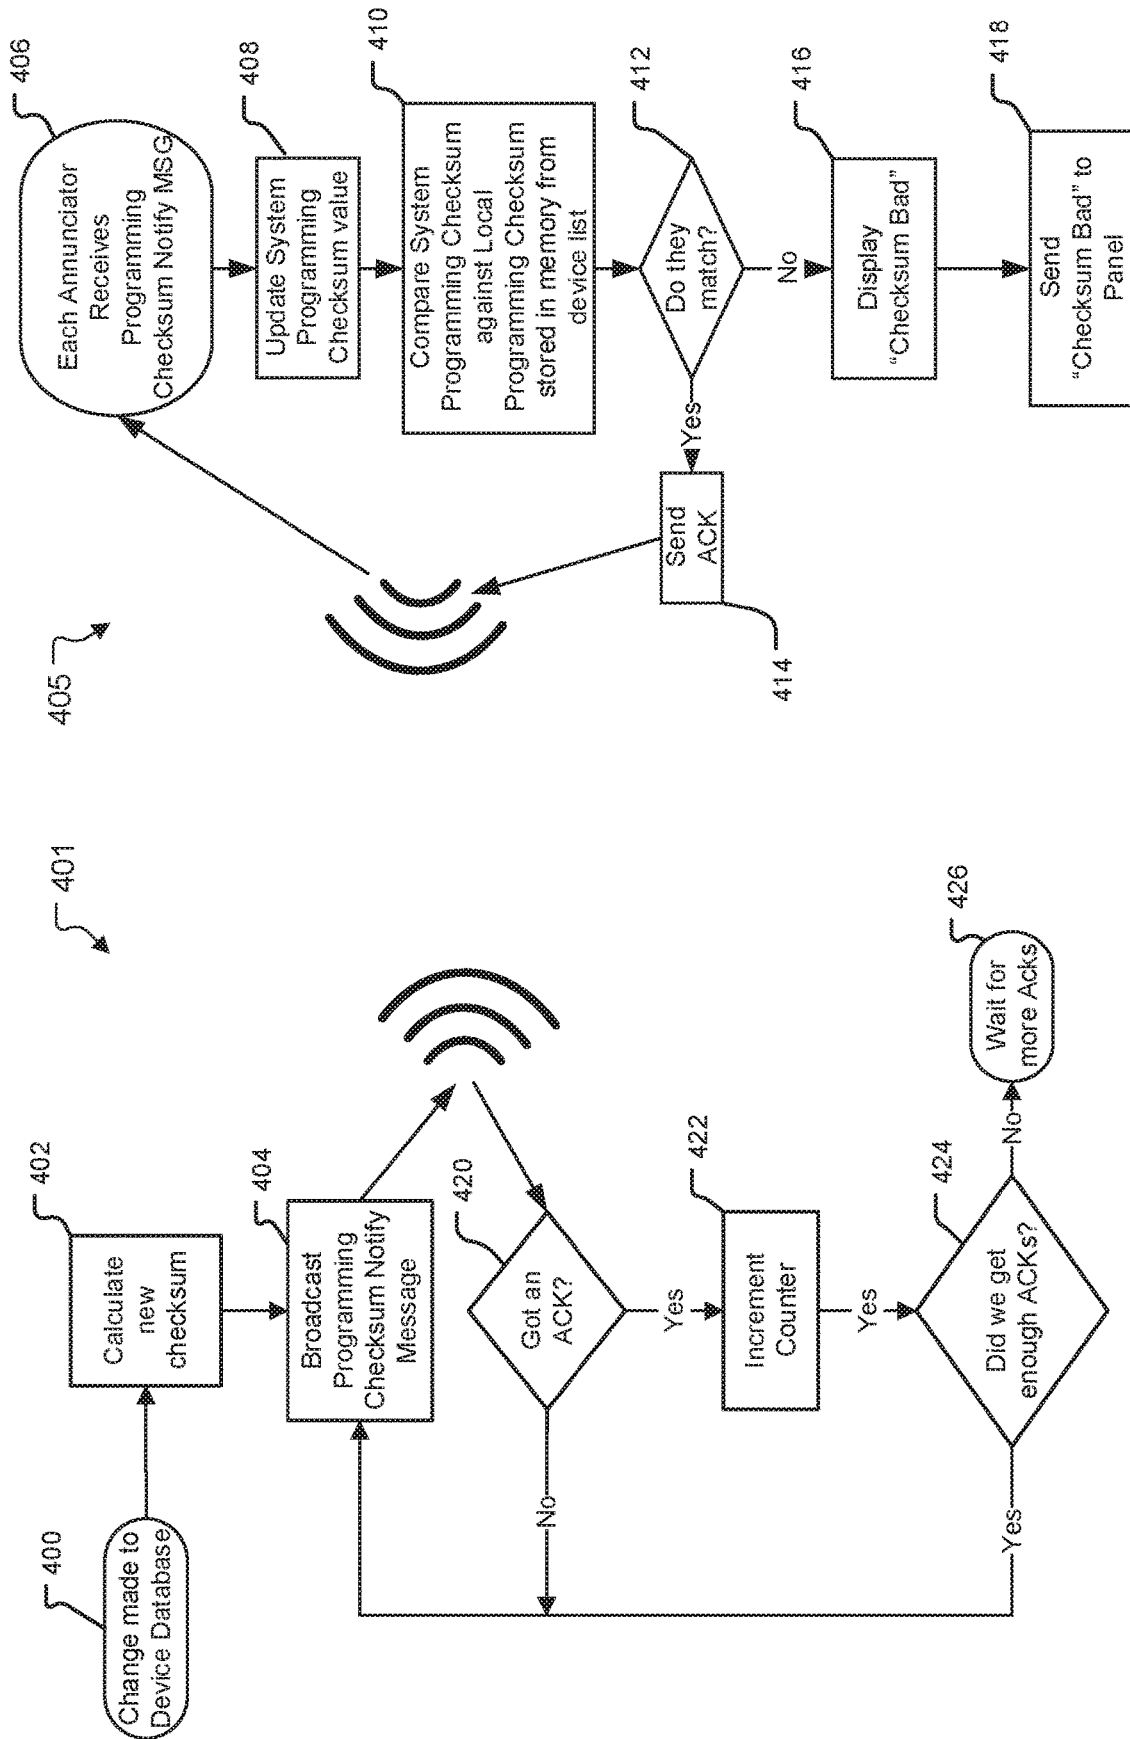 400
Change made to
Device Database
402
Calculate
new
checksum
401
404
Broadcast
Programming
Checksum Notify
Message
420
Got an
ACK?
No
Yes
422
Increment
Counter
Yes
424
Did we get
enough ACKs?
No
Yes
426
Wait for
more Acks
405
406
Each Annunciator
Receives
Programming
Checksum Notify MSG
408
Update System
Programming
Checksum value
410
Compare System
Programming Checksum
against Local
Programming Checksum
stored in memory from
device list
412
Do they
match?
Yes
Send
ACK
414
No
416
Display
“Checksum Bad”
418
Send
“Checksum Bad” to
Panel